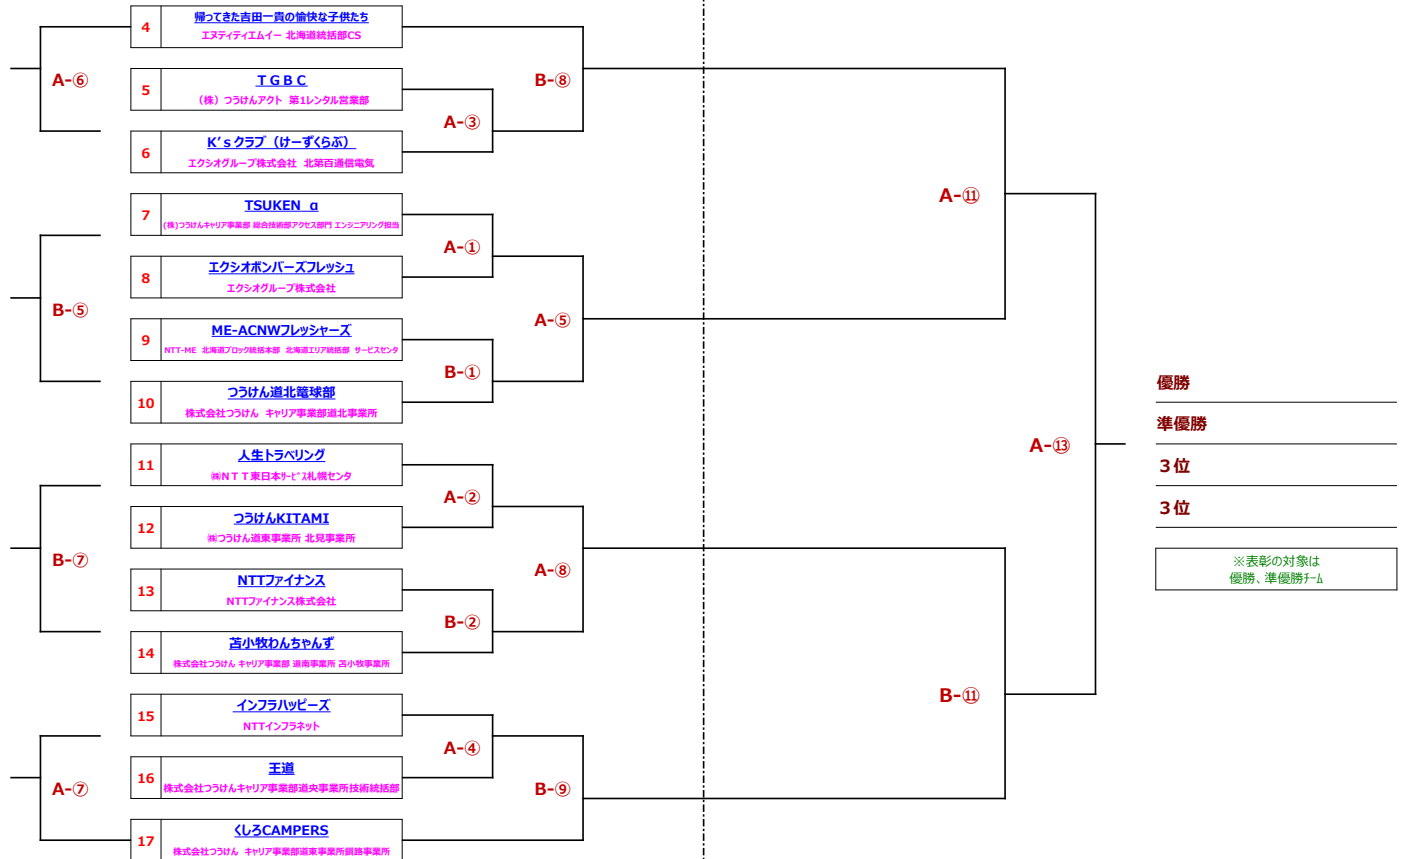 4
帰ってきた吉田一貴の愉快な子供たち
エヌティティエムイー 北海道統括部CS
A-⑥
B-⑧
5
ＴＧＢＣ
（株）つうけんアクト 第1レンタル営業部
A-③
6
K’ｓクラブ（けーずくらぶ）
エクシオグループ株式会社 北第百通信電気
A-⑪
7
TSUKEN α
(株)つうけんキャリア事業部 総合技術部アクセス部門 エンジニアリング担当
A-①
8
エクシオボンバーズフレッシュ
エクシオグループ株式会社
B-⑤
A-⑤
9
ME-ACNWフレッシャーズ
NTT-ME 北海道ブロック統括本部 北海道エリア統括部 サービスセンタ
B-①
10
つうけん道北篭球部
株式会社つうけん キャリア事業部道北事業所
優勝
準優勝
A-⑬
３位
３位
11
人生トラベリング
㈱ＮＴＴ東日本ｻｰﾋﾞｽ札幌センタ
A-②
12
つうけんKITAMI
㈱つうけん道東事業所 北見事業所
B-⑦
A-⑧
※表彰の対象は
優勝、準優勝ﾁｰﾑ
13
NTTファイナンス
NTTファイナンス株式会社
B-②
14
苫小牧わんちゃんず
株式会社つうけん キャリア事業部 道南事業所 苫小牧事業所
B-⑪
15
インフラハッピーズ
NTTインフラネット
A-④
16
王道
株式会社つうけんキャリア事業部道央事業所技術統括部
A-⑦
B-⑨
17
くしろCAMPERS
株式会社つうけん キャリア事業部道東事業所釧路事業所